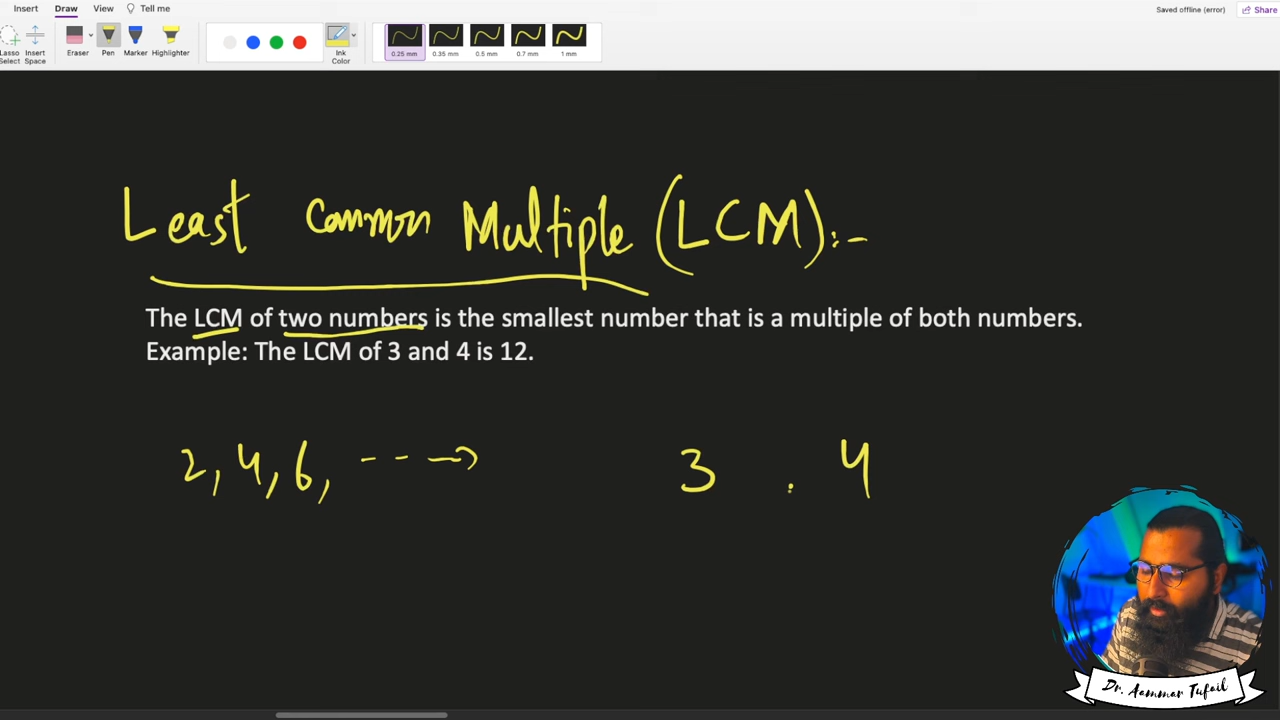 Insert Draw View Tell me Saved offline (error) Share
Lasso Select Insert Space Eraser Pen Marker Highlighter Ink Color 0.25 mm 0.35 mm 0.5 mm 0.7 mm 1 mm
Least Common Multiple (LCM):-
The LCM of two numbers is the smallest number that is a multiple of both numbers.
Example: The LCM of 3 and 4 is 12.
2, 4, 6, - - → 3 . 4
Dr. Aammar Tufail